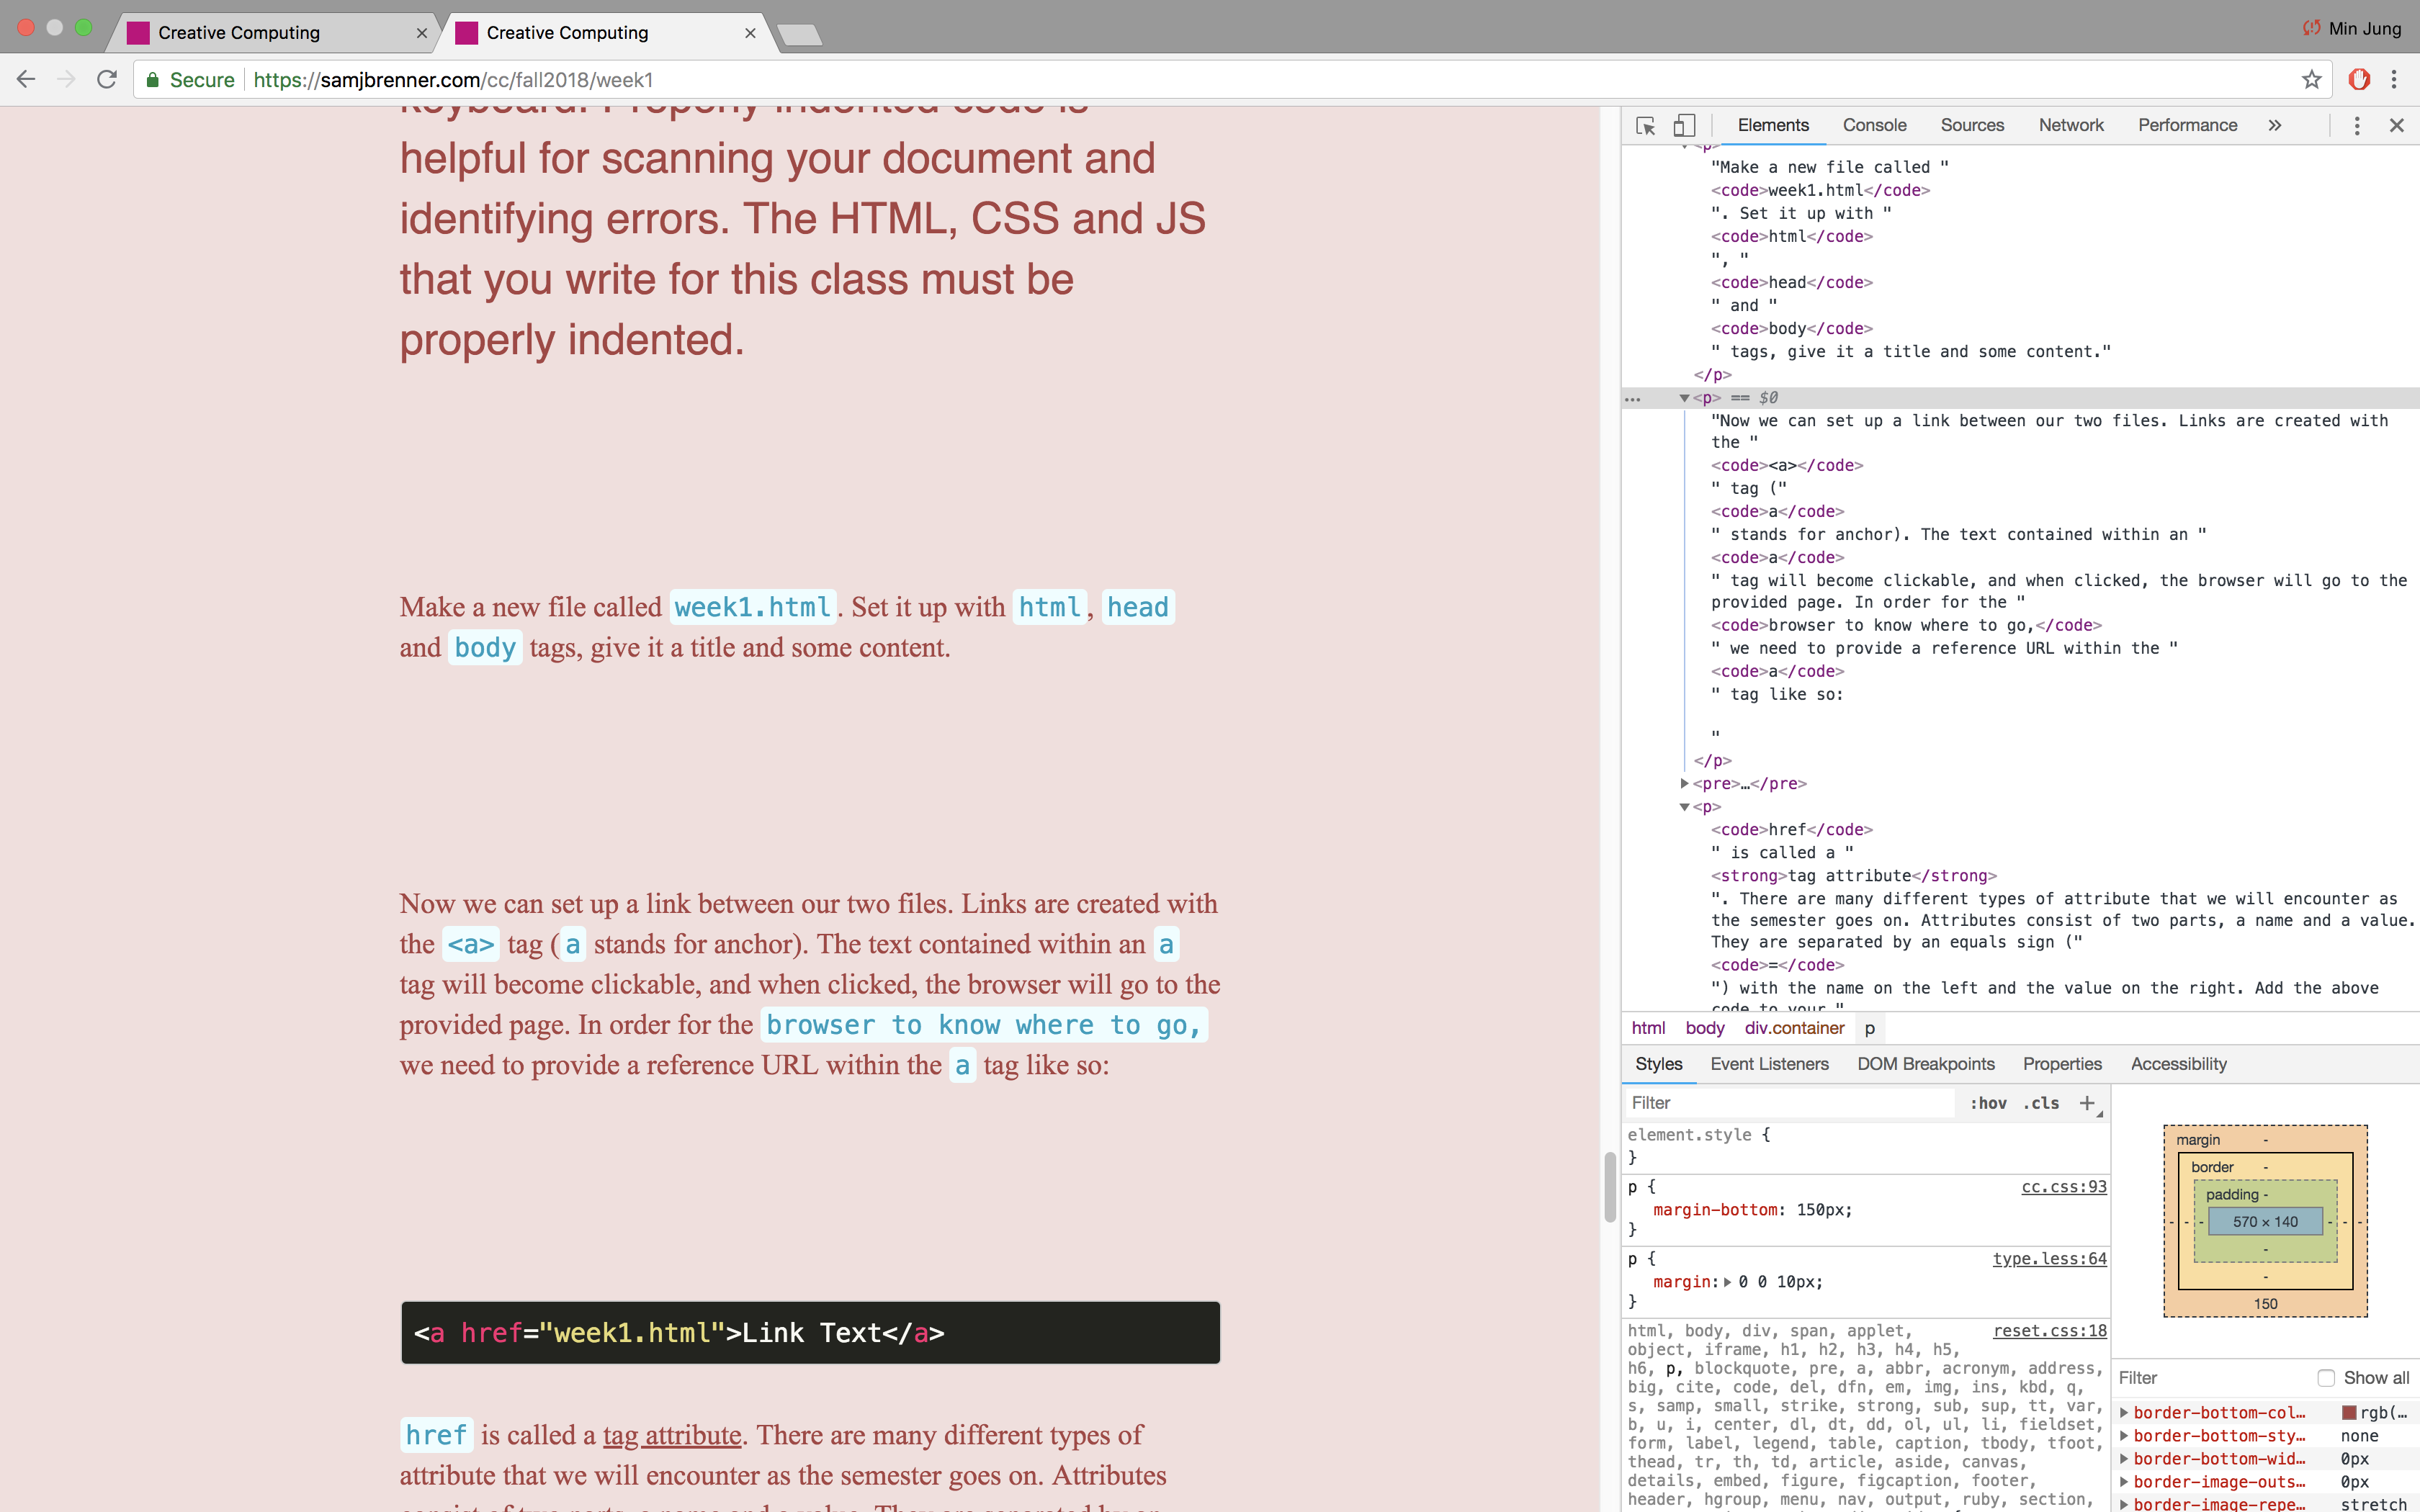 Creative Computing
Creative Computing
Min Jung
Secure https://samjbrenner.com/cc/fall2018/week1
keyboard. Properly indented code is
helpful for scanning your document and
identifying errors. The HTML, CSS and JS
that you write for this class must be
properly indented.
Make a new file called week1.html. Set it up with html, head
and body tags, give it a title and some content.
Now we can set up a link between our two files. Links are created with
the <a> tag (a stands for anchor). The text contained within an a
tag will become clickable, and when clicked, the browser will go to the
provided page. In order for the browser to know where to go,
we need to provide a reference URL within the a tag like so:
<a href="week1.html">Link Text</a>
href is called a tag attribute. There are many different types of
attribute that we will encounter as the semester goes on. Attributes
consist of two parts, a name and a value. They are separated by an
Elements Console Sources Network Performance »
<p>
"Make a new file called "
<code>week1.html</code>
". Set it up with "
<code>html</code>
", "
<code>head</code>
" and "
<code>body</code>
" tags, give it a title and some content."
</p>
… <p> == $0
"Now we can set up a link between our two files. Links are created with
the "
<code><a></code>
" tag ("
<code>a</code>
" stands for anchor). The text contained within an "
<code>a</code>
" tag will become clickable, and when clicked, the browser will go to the
provided page. In order for the "
<code>browser to know where to go,</code>
" we need to provide a reference URL within the "
<code>a</code>
" tag like so:
"
</p>
<pre>…</pre>
<p>
<code>href</code>
" is called a "
<strong>tag attribute</strong>
". There are many different types of attribute that we will encounter as
the semester goes on. Attributes consist of two parts, a name and a value.
They are separated by an equals sign ("
<code>=</code>
") with the name on the left and the value on the right. Add the above
code to your "
html body div.container p
Styles Event Listeners DOM Breakpoints Properties Accessibility
Filter :hov .cls +
element.style {
}
p { cc.css:93
margin-bottom: 150px;
}
p { type.less:64
margin: 0 0 10px;
}
html, body, div, span, applet, reset.css:18
object, iframe, h1, h2, h3, h4, h5,
h6, p, blockquote, pre, a, abbr, acronym, address,
big, cite, code, del, dfn, em, img, ins, kbd, q,
s, samp, small, strike, strong, sub, sup, tt, var,
b, u, i, center, dl, dt, dd, ol, ul, li, fieldset,
form, label, legend, table, caption, tbody, tfoot,
thead, tr, th, td, article, aside, canvas,
details, embed, figure, figcaption, footer,
header, hgroup, menu, nav, output, ruby, section,
margin -
border -
padding -
- - - 570 × 140 - - -
-
-
150
Filter Show all
border-bottom-col… rgb(…
border-bottom-sty… none
border-bottom-wid… 0px
border-image-outs… 0px
border-image-repe… stretch